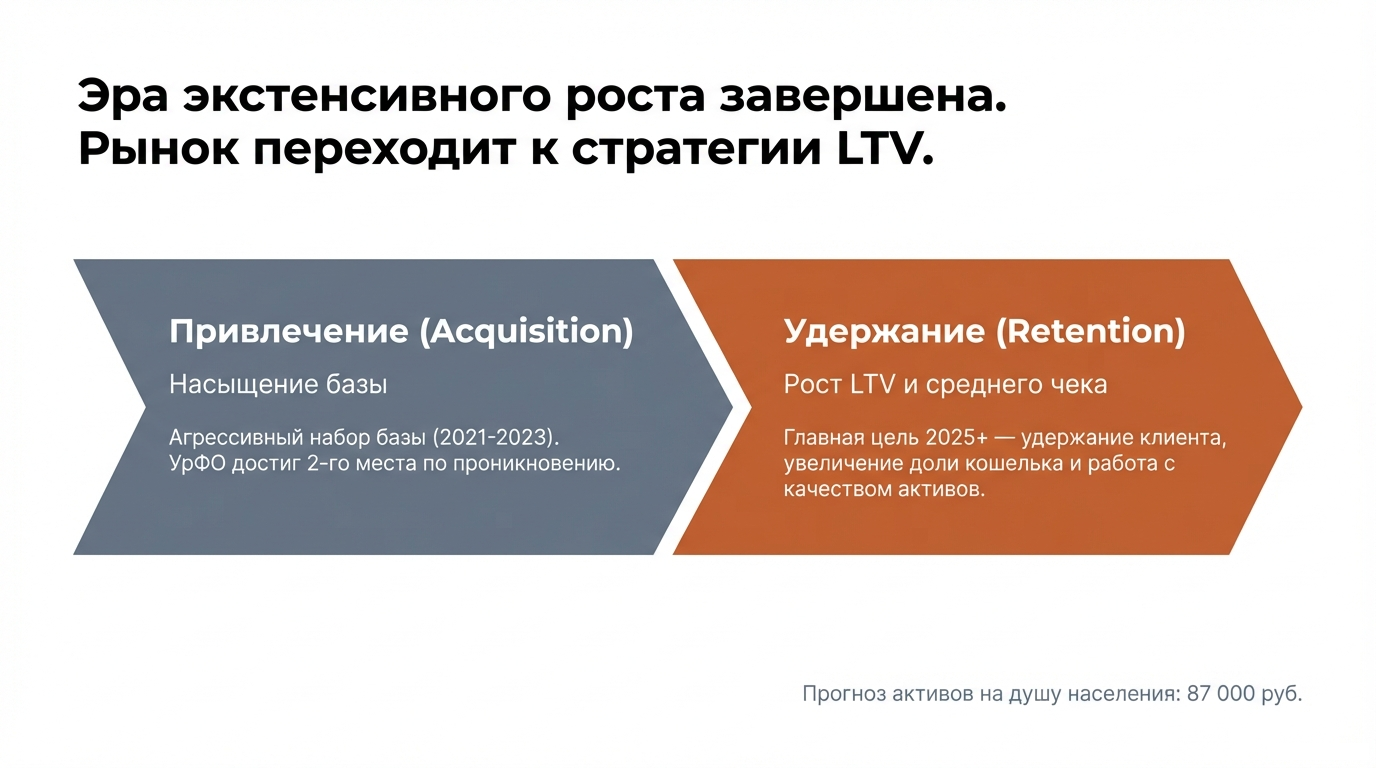 Эра экстенсивного роста завершена.
Рынок переходит к стратегии LTV.
Привлечение (Acquisition)
Насыщение базы
Агрессивный набор базы (2021-2023).
УрФО достиг 2-го места по проникновению.
Удержание (Retention)
Рост LTV и среднего чека
Главная цель 2025+ — удержание клиента,
увеличение доли кошелька и работа с
качеством активов.
Прогноз активов на душу населения: 87 000 руб.